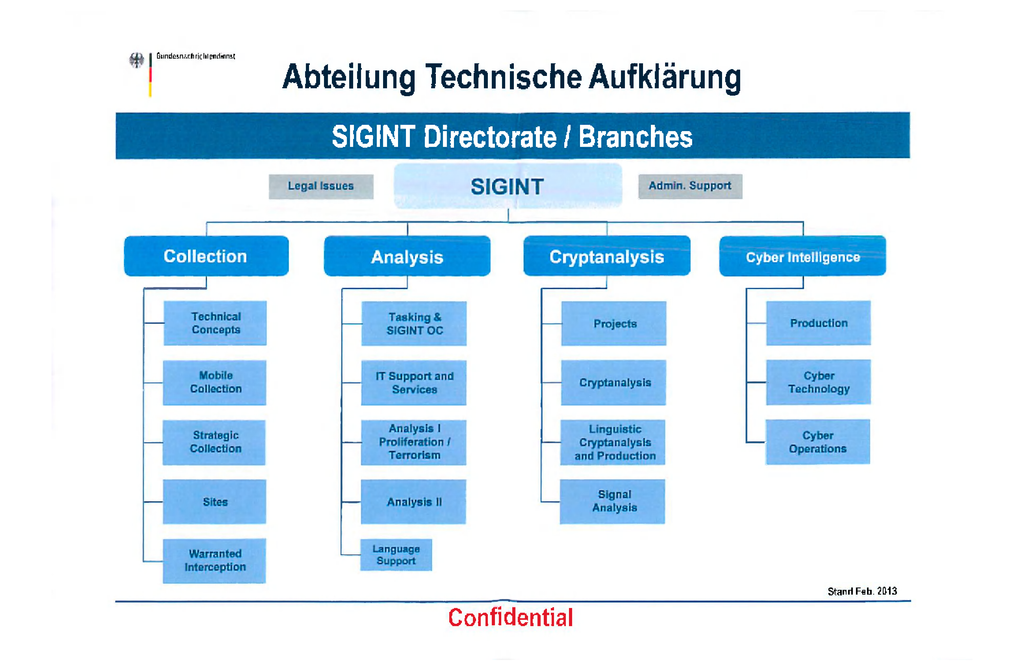 Bundesnachrichtendienst
Abteilung Technische Aufklärung
SIGINT Directorate / Branches
Legal Issues
SIGINT
Admin. Support
Collection
Technical
Concepts
Mobile
Collection
Strategic
Collection
Sites
Warranted
Interception
Analysis
Tasking &
SIGINT OC
IT Support and
Services
Analysis I
Proliferation /
Terrorism
Analysis II
Language
Support
Cryptanalysis
Projects
Cryptanalysis
Linguistic
Cryptanalysis
and Production
Signal
Analysis
Cyber Intelligence
Production
Cyber
Technology
Cyber
Operations
Stand Feb. 2013
Confidential